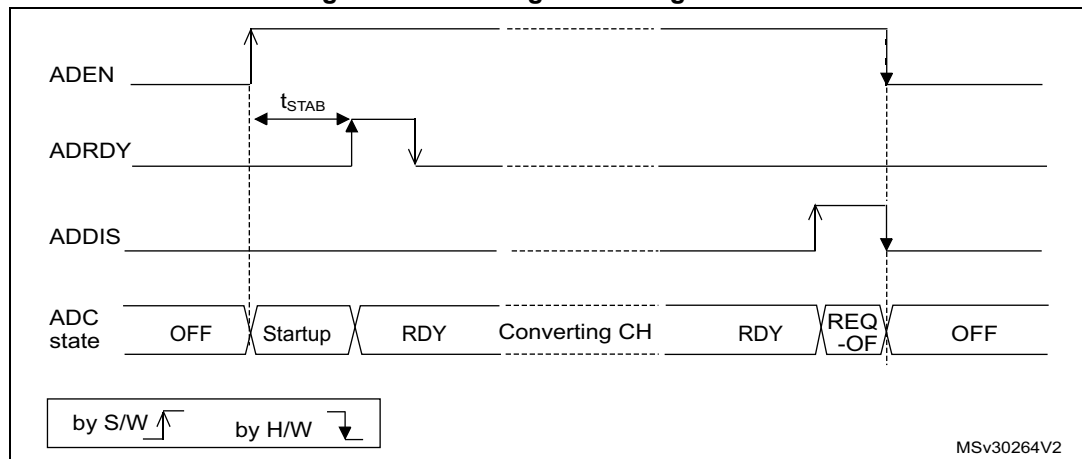 ADEN
tSTAB
ADRDY
ADDIS
ADC
state
OFF
Startup
RDY
Converting CH
RDY
REQ
-OF
OFF
by S/W
by H/W
MSv30264V2